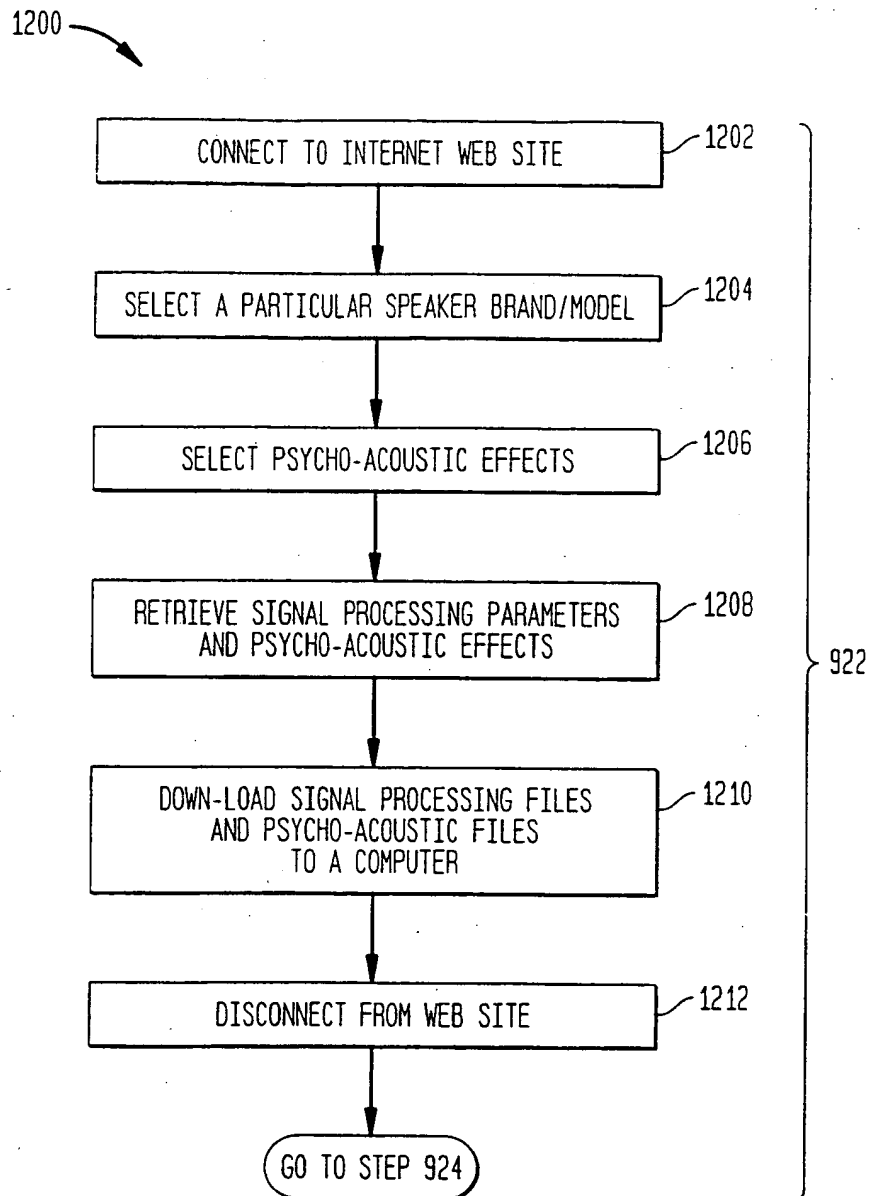 1200
CONNECT TO INTERNET WEB SITE
1202
SELECT A PARTICULAR SPEAKER BRAND/MODEL
1204
SELECT PSYCHO-ACOUSTIC EFFECTS
1206
RETRIEVE SIGNAL PROCESSING PARAMETERS
AND PSYCHO-ACOUSTIC EFFECTS
1208
922
DOWN-LOAD SIGNAL PROCESSING FILES
AND PSYCHO-ACOUSTIC FILES
TO A COMPUTER
1210
DISCONNECT FROM WEB SITE
1212
GO TO STEP 924